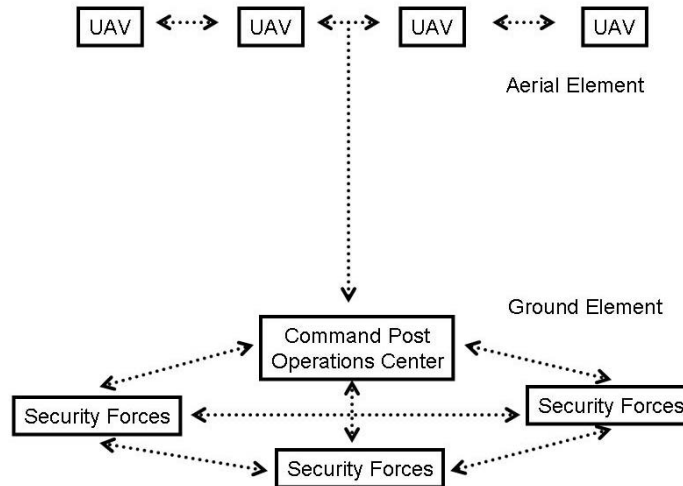 UAV UAV UAV UAV
Aerial Element
Ground Element
Command Post
Operations Center
Security Forces
Security Forces
Security Forces